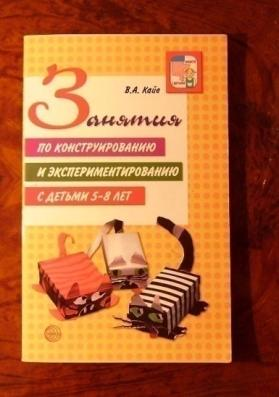 В.А. Кайе
Занятия
ПО КОНСТРУИРОВАНИЮ
И ЭКСПЕРИМЕНТИРОВАНИЮ
С ДЕТЬМИ 5–8 ЛЕТ